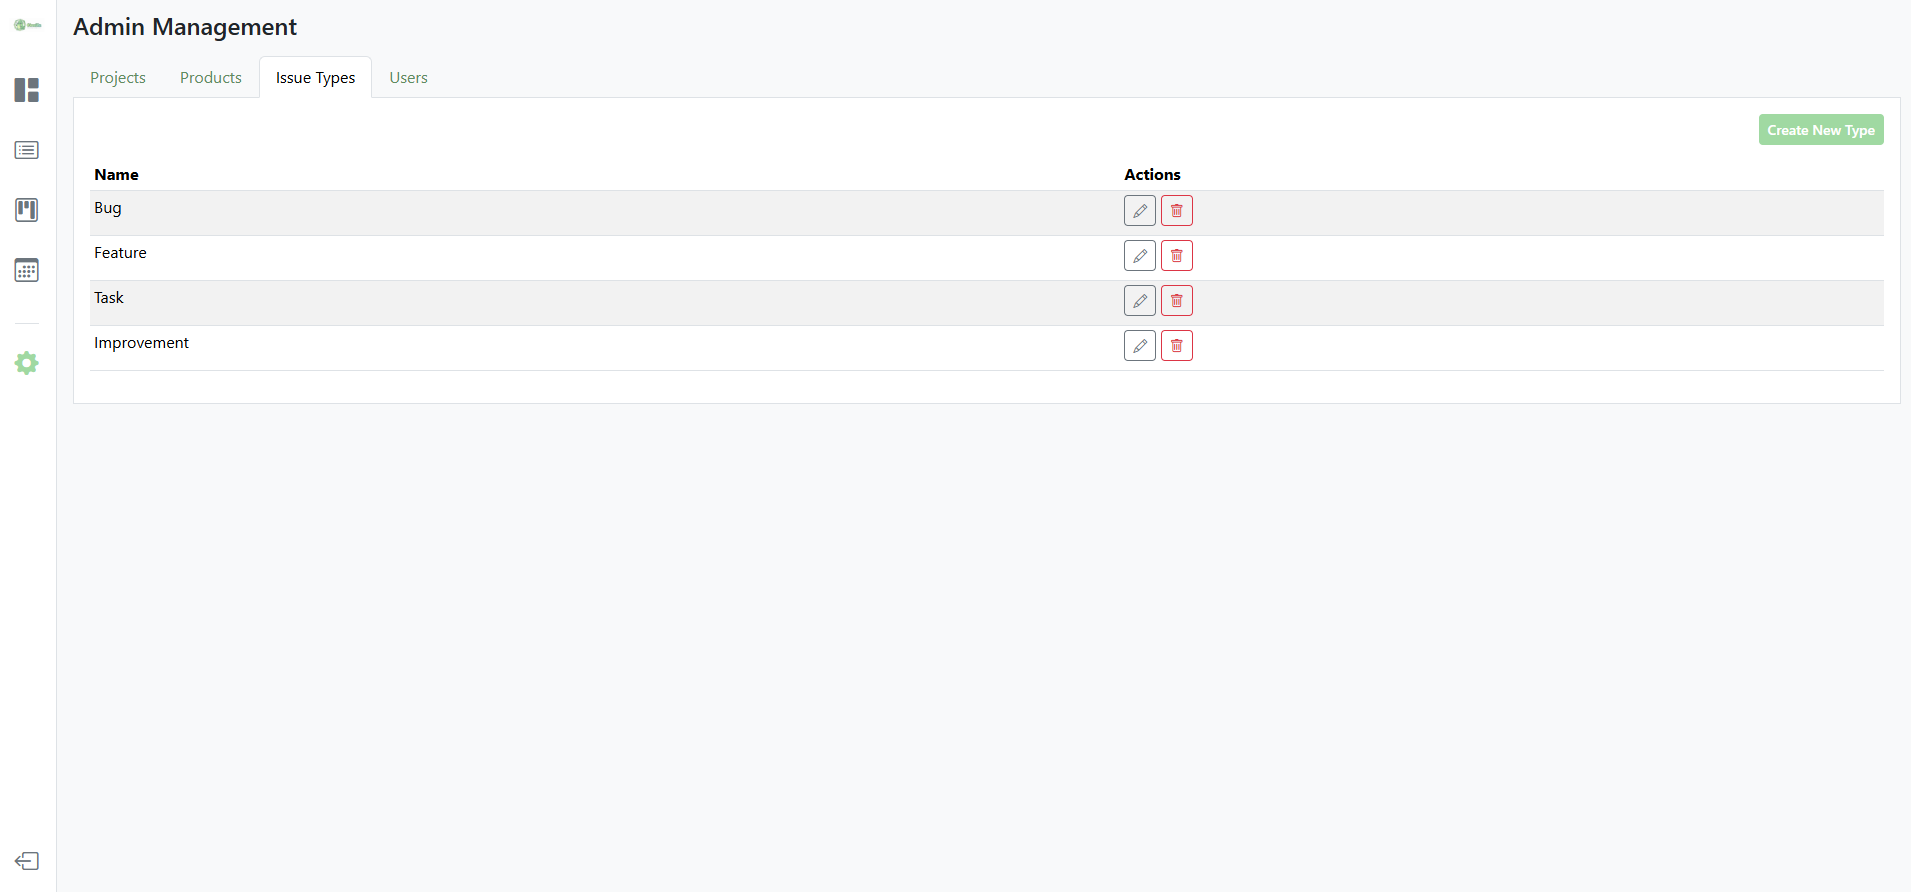 Admin Management
Projects Products Issue Types Users
Create New Type
Name Actions
Bug
Feature
Task
Improvement